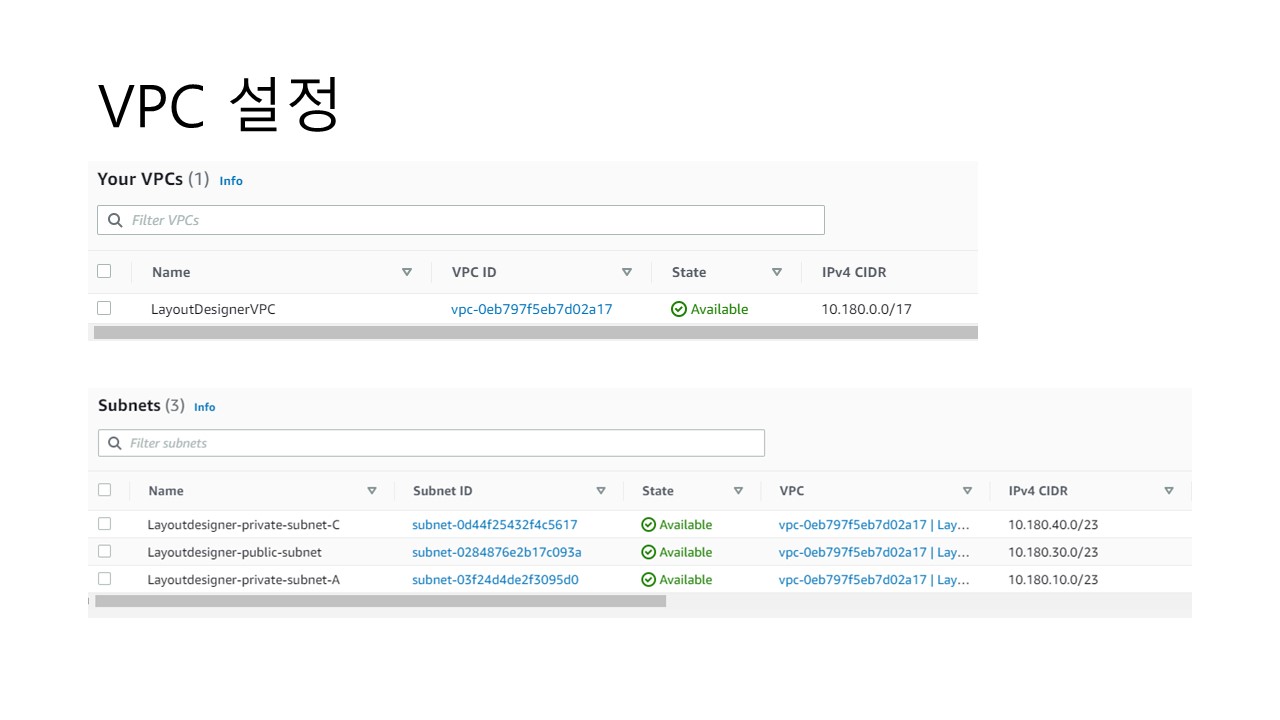 VPC 설정
Your VPCs (1) Info
Filter VPCs
Name VPC ID State IPv4 CIDR
LayoutDesignerVPC vpc-0eb797f5eb7d02a17 Available 10.180.0.0/17
Subnets (3) Info
Filter subnets
Name Subnet ID State VPC IPv4 CIDR
Layoutdesigner-private-subnet-C subnet-0d44f25432f4c5617 Available vpc-0eb797f5eb7d02a17 | Lay... 10.180.40.0/23
Layoutdesigner-public-subnet subnet-0284876e2b17c093a Available vpc-0eb797f5eb7d02a17 | Lay... 10.180.30.0/23
Layoutdesigner-private-subnet-A subnet-03f24d4de2f3095d0 Available vpc-0eb797f5eb7d02a17 | Lay... 10.180.10.0/23